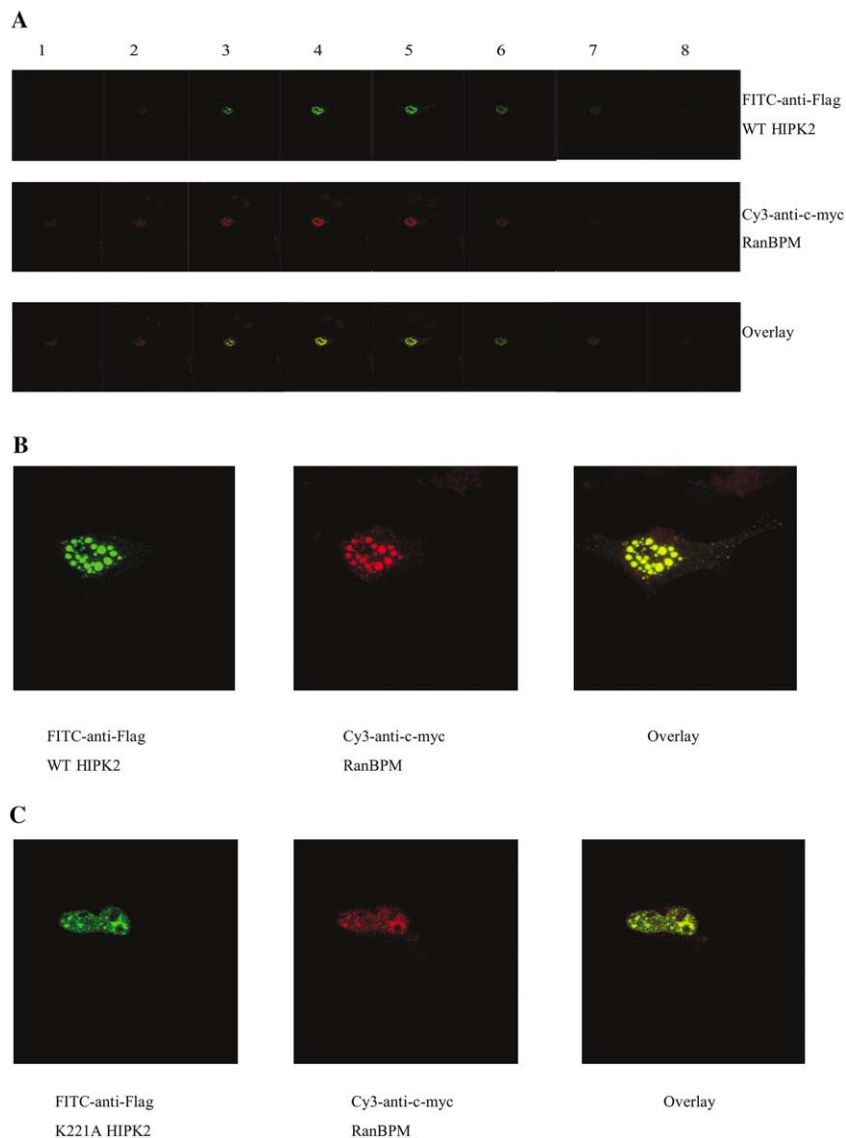 A
1 2 3 4 5 6 7 8
FITC-anti-Flag
WT HIPK2
Cy3-anti-c-myc
RanBPM
Overlay
B
FITC-anti-Flag
WT HIPK2
Cy3-anti-c-myc
RanBPM
Overlay
C
FITC-anti-Flag
K221A HIPK2
Cy3-anti-c-myc
RanBPM
Overlay